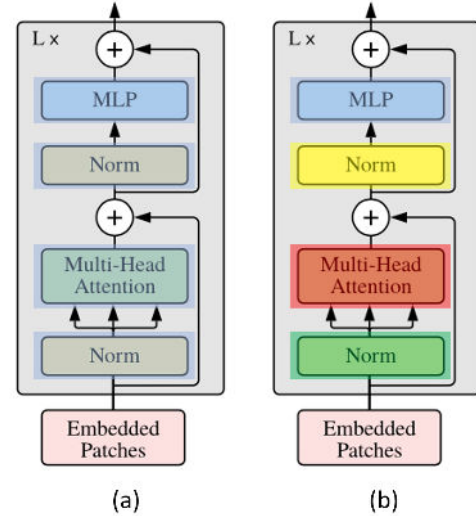 L ×
MLP
Norm
Multi-Head
Attention
Norm
Embedded
Patches
(a)
L ×
MLP
Norm
Multi-Head
Attention
Norm
Embedded
Patches
(b)